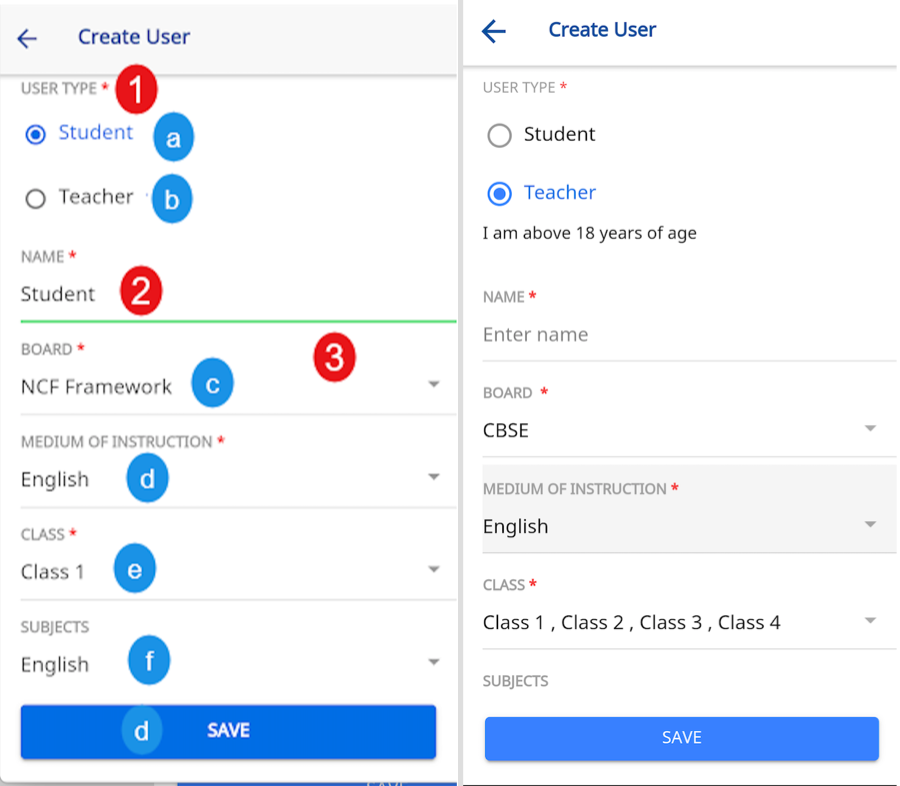 Create User
USER TYPE * 1
Student a
Teacher b
NAME *
Student 2
BOARD * 3
NCF Framework c
MEDIUM OF INSTRUCTION *
English d
CLASS *
Class 1 e
SUBJECTS
English f
d SAVE
Create User
USER TYPE *
Student
Teacher
I am above 18 years of age
NAME *
Enter name
BOARD *
CBSE
MEDIUM OF INSTRUCTION *
English
CLASS *
Class 1 , Class 2 , Class 3 , Class 4
SUBJECTS
SAVE